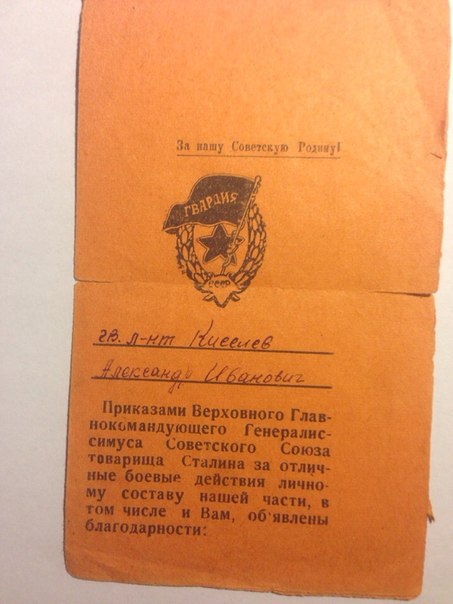 За нашу Советскую Родину!
ГВАРДИЯ
СССР
гв. л-нт Киселев
Александр Иванович
Приказами Верховного Глав-
нокомандующего Генералис-
симуса Советского Союза
товарища Сталина за отлич-
ные боевые действия лично-
му составу нашей части, в
том числе и Вам, об'явлены
благодарности: